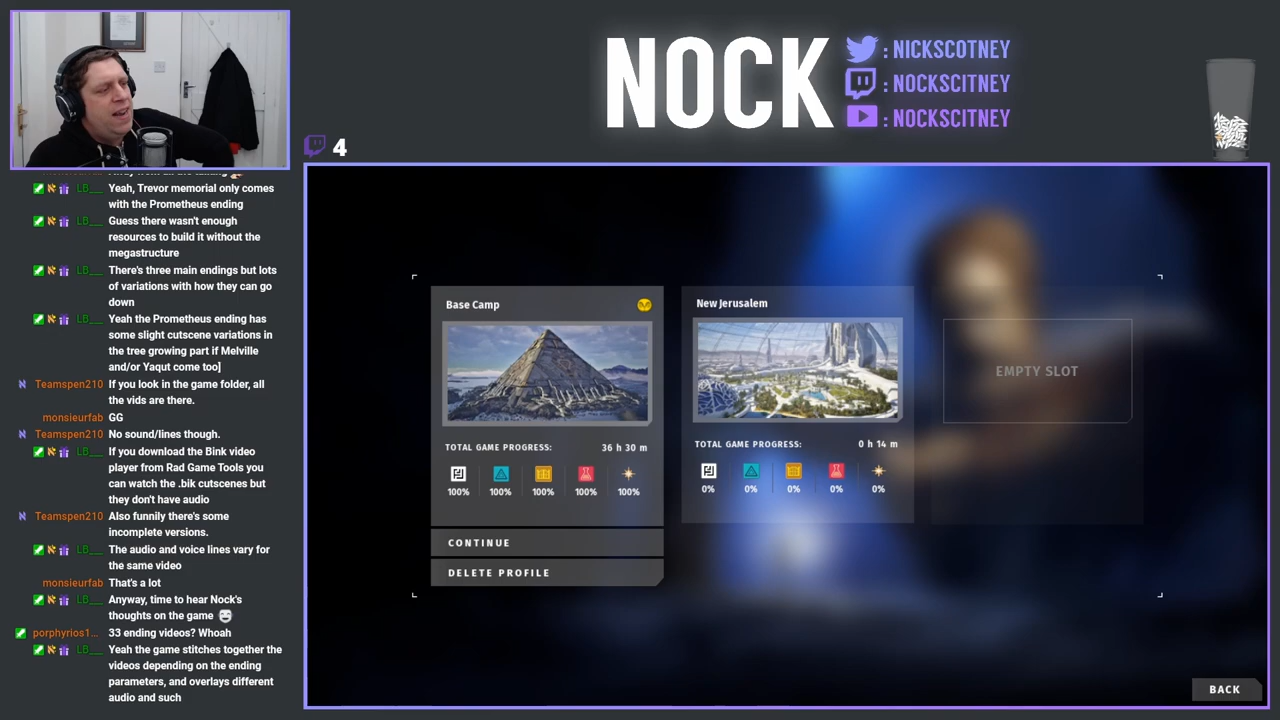 NOCK
: NICKSCOTNEY
: NOCKSCITNEY
: NOCKSCITNEY
4
LB__ Yeah, Trevor memorial only comes
with the Prometheus ending
LB__ Guess there wasn't enough
resources to build it without the
megastructure
LB__ There's three main endings but lots
of variations with how they can go
down
LB__ Yeah the Prometheus ending has
some slight cutscene variations in
the tree growing part if Melville
and/or Yaqut come too]
Teamspen210 If you look in the game folder, all
the vids are there.
monsieurfab GG
Teamspen210 No sound/lines though.
LB__ If you download the Bink video
player from Rad Game Tools you
can watch the .bik cutscenes but
they don't have audio
Teamspen210 Also funnily there's some
incomplete versions.
LB__ The audio and voice lines vary for
the same video
monsieurfab That's a lot
LB__ Anyway, time to hear Nock's
thoughts on the game
porphyrios1... 33 ending videos? Whoah
LB__ Yeah the game stitches together the
videos depending on the ending
parameters, and overlays different
audio and such
Base Camp
TOTAL GAME PROGRESS: 36 h 30 m
100% 100% 100% 100% 100%
CONTINUE
DELETE PROFILE
New Jerusalem
TOTAL GAME PROGRESS: 0 h 14 m
0% 0% 0% 0% 0%
EMPTY SLOT
BACK